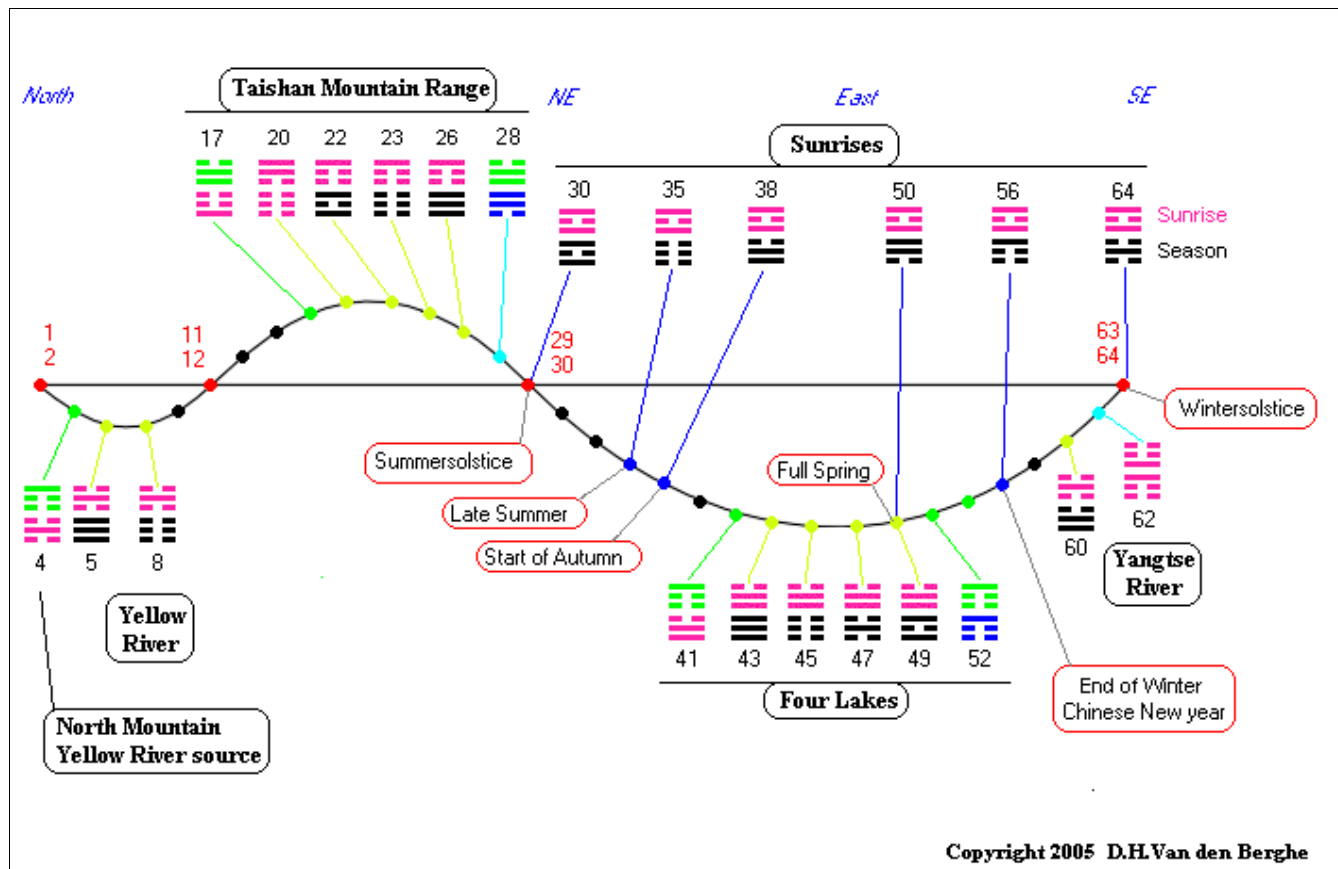 North
Taishan Mountain Range
NE
East
SE
17 20 22 23 26 28
Sunrises
30 35 38 50 56 64
Sunrise
Season
1
2
11
12
29
30
63
64
Summersolstice
Wintersolstice
Late Summer
Full Spring
Start of Autumn
4 5 8
60
62
Yellow
River
Yangtse
River
41 43 45 47 49 52
Four Lakes
End of Winter
Chinese New year
North Mountain
Yellow River source
Copyright 2005 D.H.Van den Berghe